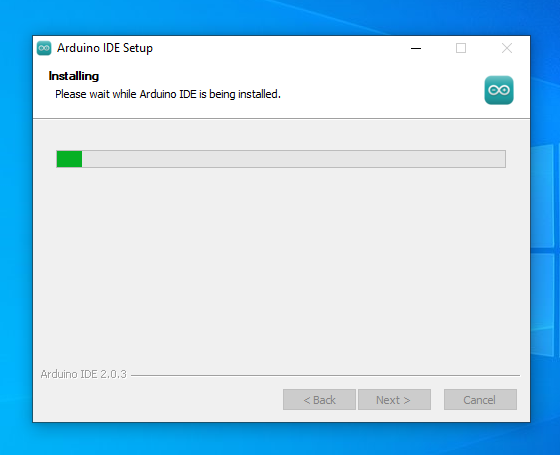 Arduino IDE Setup
Installing
Please wait while Arduino IDE is being installed.
Arduino IDE 2.0.3
< Back
Next >
Cancel